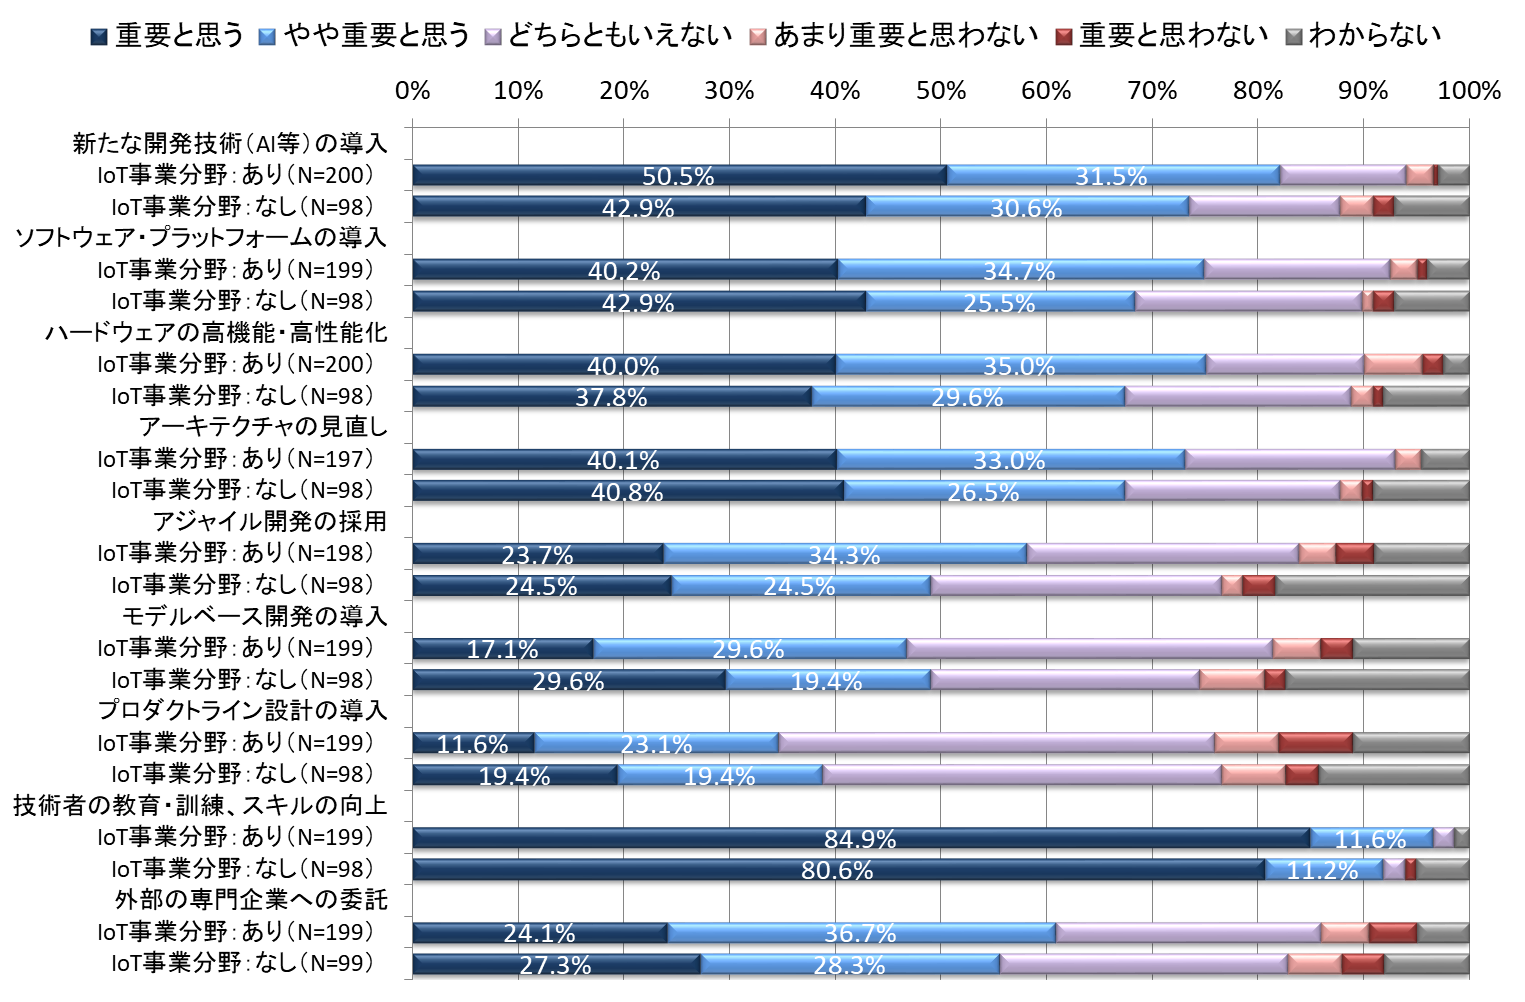 重要と思う やや重要と思う どちらともいえない あまり重要と思わない 重要と思わない わからない
0% 10% 20% 30% 40% 50% 60% 70% 80% 90% 100%
新たな開発技術（AI等）の導入
IoT事業分野：あり（N=200） 50.5% 31.5%
IoT事業分野：なし（N=98） 42.9% 30.6%
ソフトウェア・プラットフォームの導入
IoT事業分野：あり（N=199） 40.2% 34.7%
IoT事業分野：なし（N=98） 42.9% 25.5%
ハードウェアの高機能・高性能化
IoT事業分野：あり（N=200） 40.0% 35.0%
IoT事業分野：なし（N=98） 37.8% 29.6%
アーキテクチャの見直し
IoT事業分野：あり（N=197） 40.1% 33.0%
IoT事業分野：なし（N=98） 40.8% 26.5%
アジャイル開発の採用
IoT事業分野：あり（N=198） 23.7% 34.3%
IoT事業分野：なし（N=98） 24.5% 24.5%
モデルベース開発の導入
IoT事業分野：あり（N=199） 17.1% 29.6%
IoT事業分野：なし（N=98） 29.6% 19.4%
プロダクトライン設計の導入
IoT事業分野：あり（N=199） 11.6% 23.1%
IoT事業分野：なし（N=98） 19.4% 19.4%
技術者の教育・訓練、スキルの向上
IoT事業分野：あり（N=199） 84.9% 11.6%
IoT事業分野：なし（N=98） 80.6% 11.2%
外部の専門企業への委託
IoT事業分野：あり（N=199） 24.1% 36.7%
IoT事業分野：なし（N=99） 27.3% 28.3%